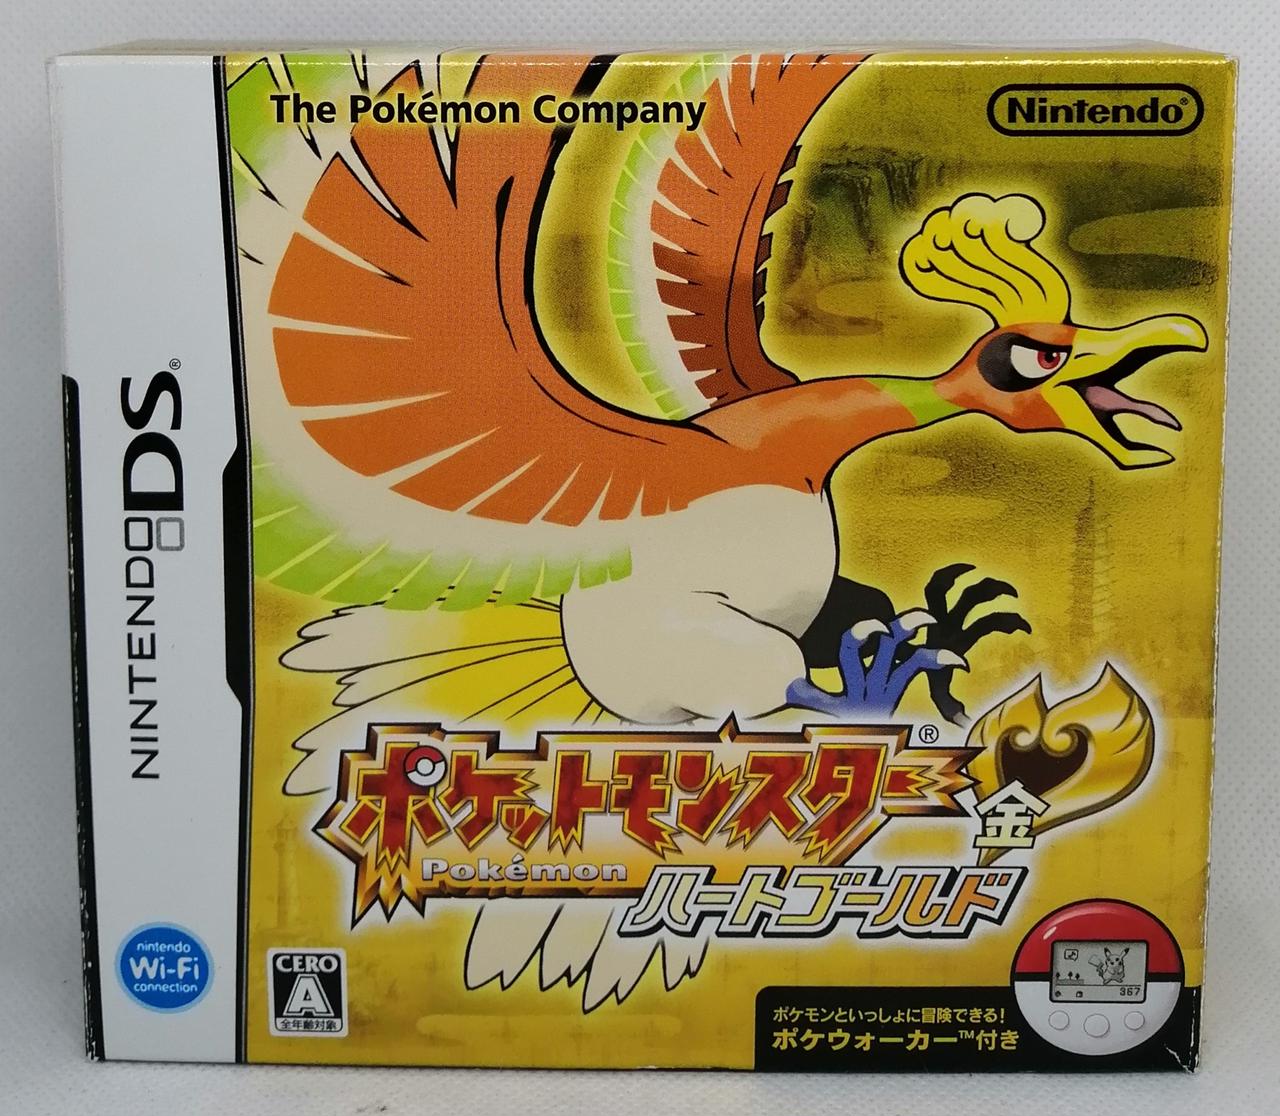 The Pokémon Company
Nintendo®
NINTENDO DS®
ポケットモンスター®
Pokémon
金
ハートゴールド
nintendo
Wi-Fi
connection
CERO
A
全年齢対象
367
ポケモンといっしょに冒険できる!
ポケウォーカー™付き